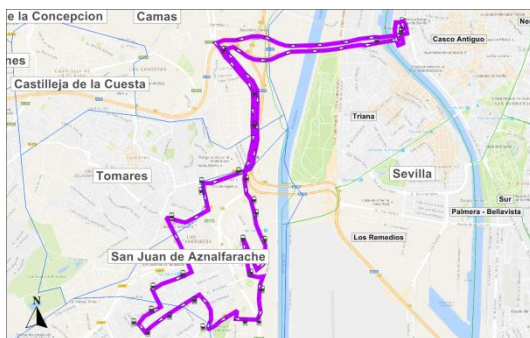 e la Concepcion
Camas
Ne
Casco Antiguo
nes
Castilleja de la Cuesta
Triana
Tomares
Sevilla
Sur
Palmera - Bellavista
Los Remedios
San Juan de Aznalfarache
N